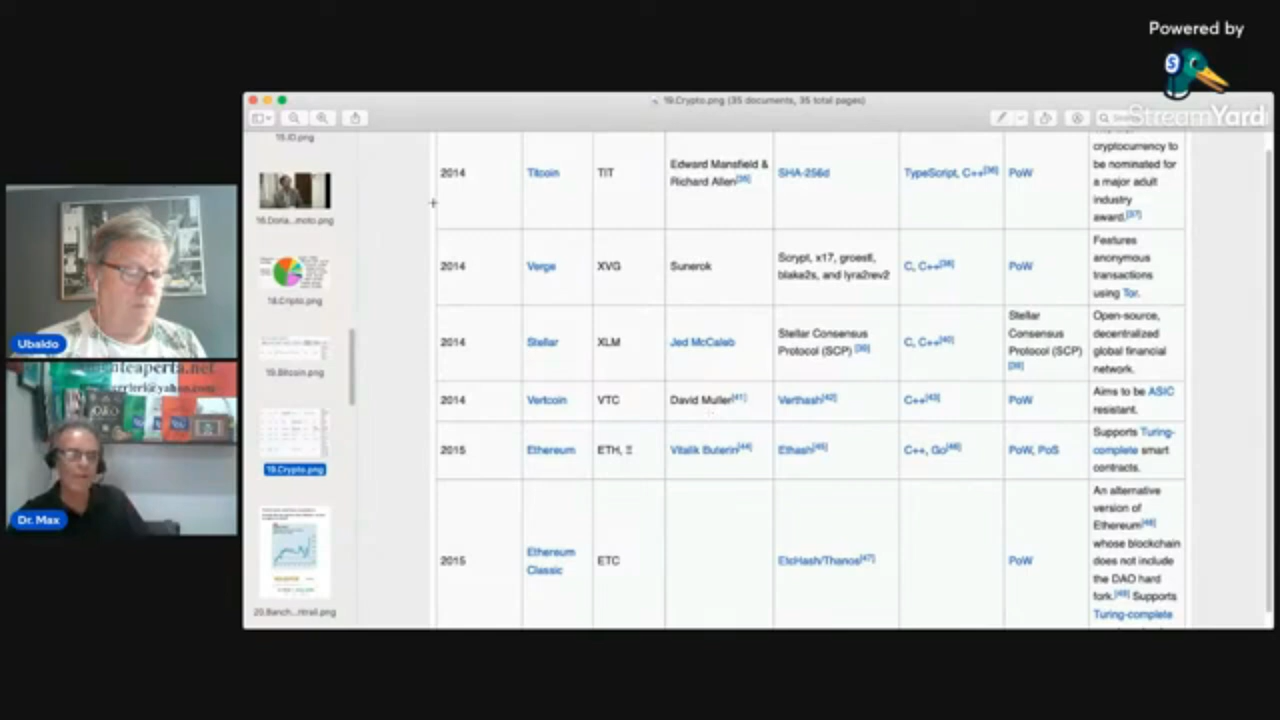 Powered by
StreamYard
19.Crypto.png (35 documents, 35 total pages)
15.IO.png
16.Doria...moto.png
18.Cripto.png
19.Bitcoin.png
19.Crypto.png
20.Banch...ntrali.png
Ubaldo
Dr. Max
cryptocurrency to
be nominated for
a major adult
industry
award.[37]
2014 Titcoin TIT Edward Mansfield &
Richard Allen[35] SHA-256d TypeScript, C++[36] PoW
2014 Verge XVG Sunerok Scrypt, x17, groestl,
blake2s, and lyra2rev2 C, C++[38] PoW
Features
anonymous
transactions
using Tor.
2014 Stellar XLM Jed McCaleb Stellar Consensus
Protocol (SCP) [39] C, C++[40]
Stellar
Consensus
Protocol (SCP)
[39]
Open-source,
decentralized
global financial
network.
2014 Vertcoin VTC David Muller[41] Verthash[42] C++[43] PoW
Aims to be ASIC
resistant.
2015 Ethereum ETH, Ξ Vitalik Buterin[44] Ethash[45] C++, Go[46] PoW, PoS
Supports Turing-
complete smart
contracts.
2015 Ethereum
Classic ETC EtcHash/Thanos[47] PoW
An alternative
version of
Ethereum[48]
whose blockchain
does not include
the DAO hard
fork.[49] Supports
Turing-complete